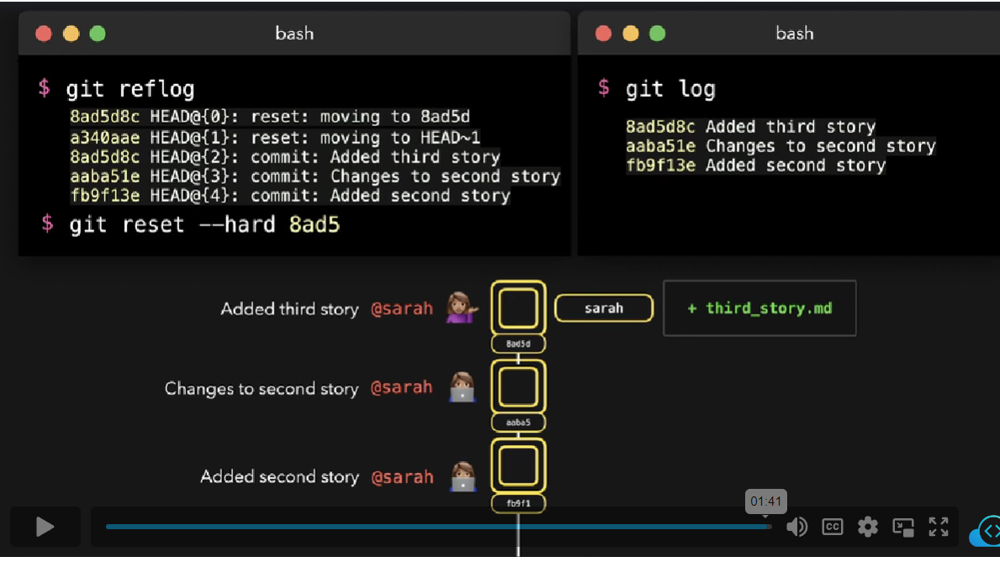 bash
$ git reflog
8ad5d8c HEAD@{0}: reset: moving to 8ad5d
a340aae HEAD@{1}: reset: moving to HEAD~1
8ad5d8c HEAD@{2}: commit: Added third story
aaba51e HEAD@{3}: commit: Changes to second story
fb9f13e HEAD@{4}: commit: Added second story
$ git reset --hard 8ad5
bash
$ git log
8ad5d8c Added third story
aaba51e Changes to second story
fb9f13e Added second story
Added third story @sarah
sarah
+ third_story.md
8ad5d
Changes to second story @sarah
aaba5
Added second story @sarah
fb9f1
01:41
CC